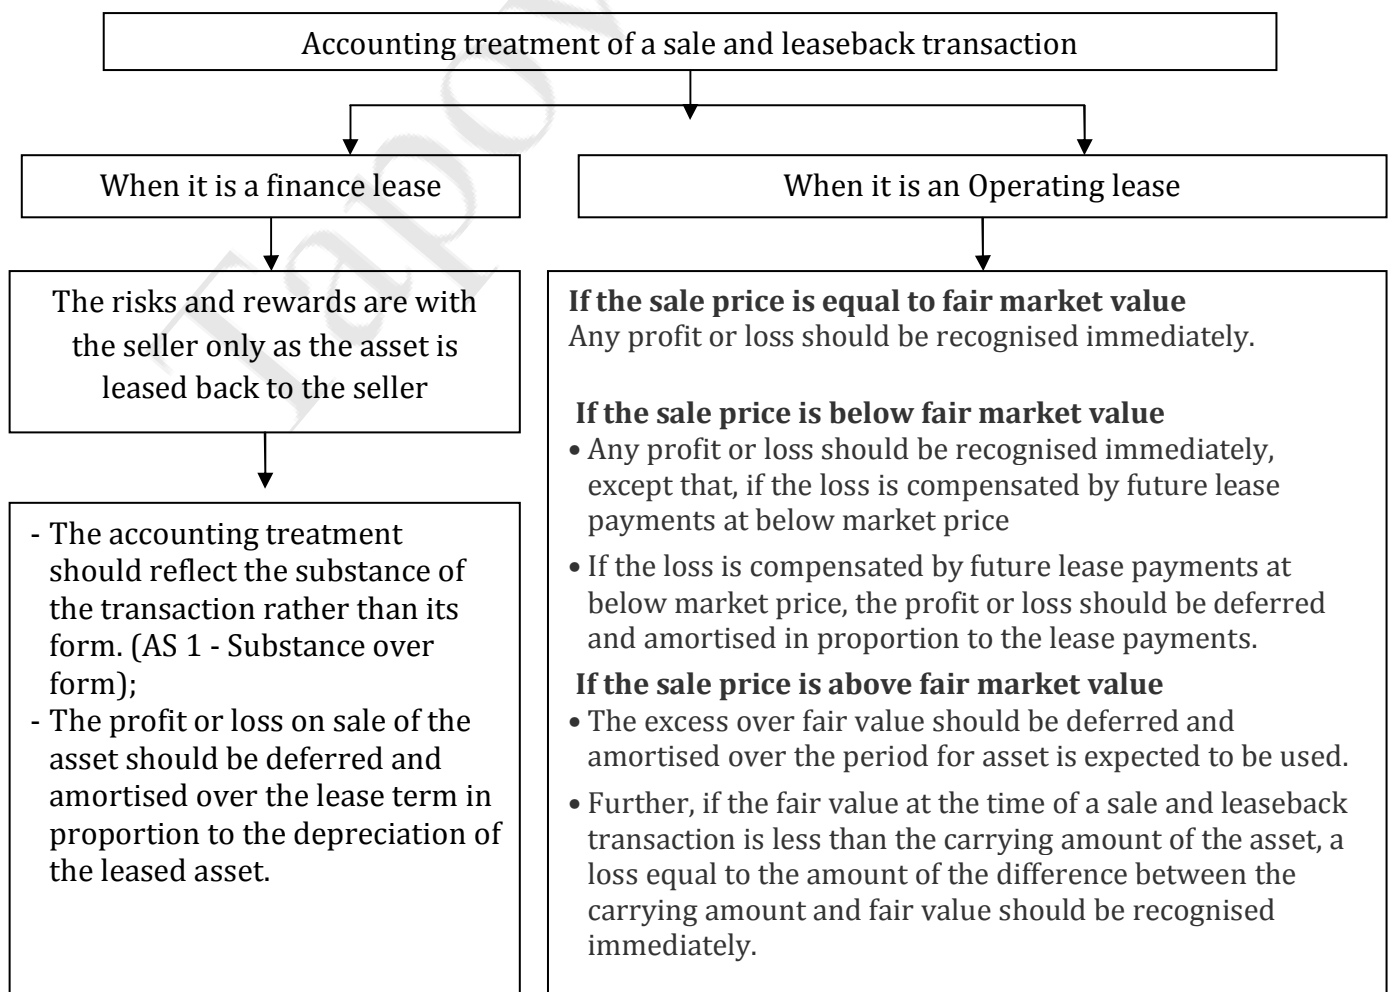 Accounting treatment of a sale and leaseback transaction
When it is a finance lease
When it is an Operating lease
The risks and rewards are with
the seller only as the asset is
leased back to the seller
- The accounting treatment
should reflect the substance of
the transaction rather than its
form. (AS 1 - Substance over
form);
- The profit or loss on sale of the
asset should be deferred and
amortised over the lease term in
proportion to the depreciation of
the leased asset.
If the sale price is equal to fair market value
Any profit or loss should be recognised immediately.
If the sale price is below fair market value
• Any profit or loss should be recognised immediately,
except that, if the loss is compensated by future lease
payments at below market price
• If the loss is compensated by future lease payments at
below market price, the profit or loss should be deferred
and amortised in proportion to the lease payments.
If the sale price is above fair market value
• The excess over fair value should be deferred and
amortised over the period for asset is expected to be used.
• Further, if the fair value at the time of a sale and leaseback
transaction is less than the carrying amount of the asset, a
loss equal to the amount of the difference between the
carrying amount and fair value should be recognised
immediately.
Tapov